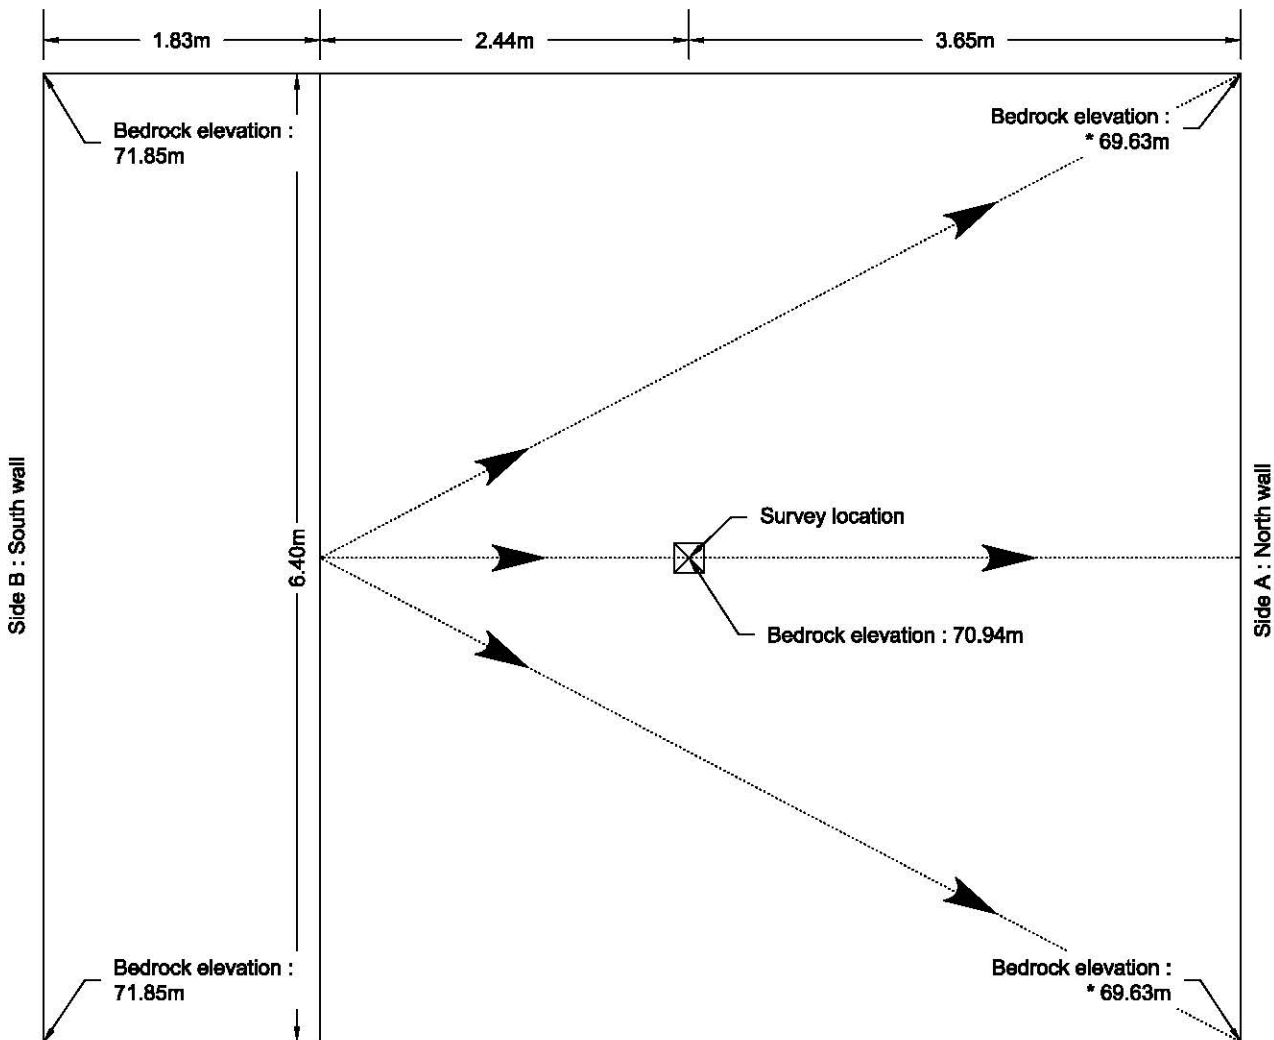 1.83m
2.44m
3.65m
Bedrock elevation :
71.85m
Bedrock elevation :
* 69.63m
Side B : South wall
6.40m
Survey location
Bedrock elevation : 70.94m
Side A : North wall
Bedrock elevation :
71.85m
Bedrock elevation :
* 69.63m